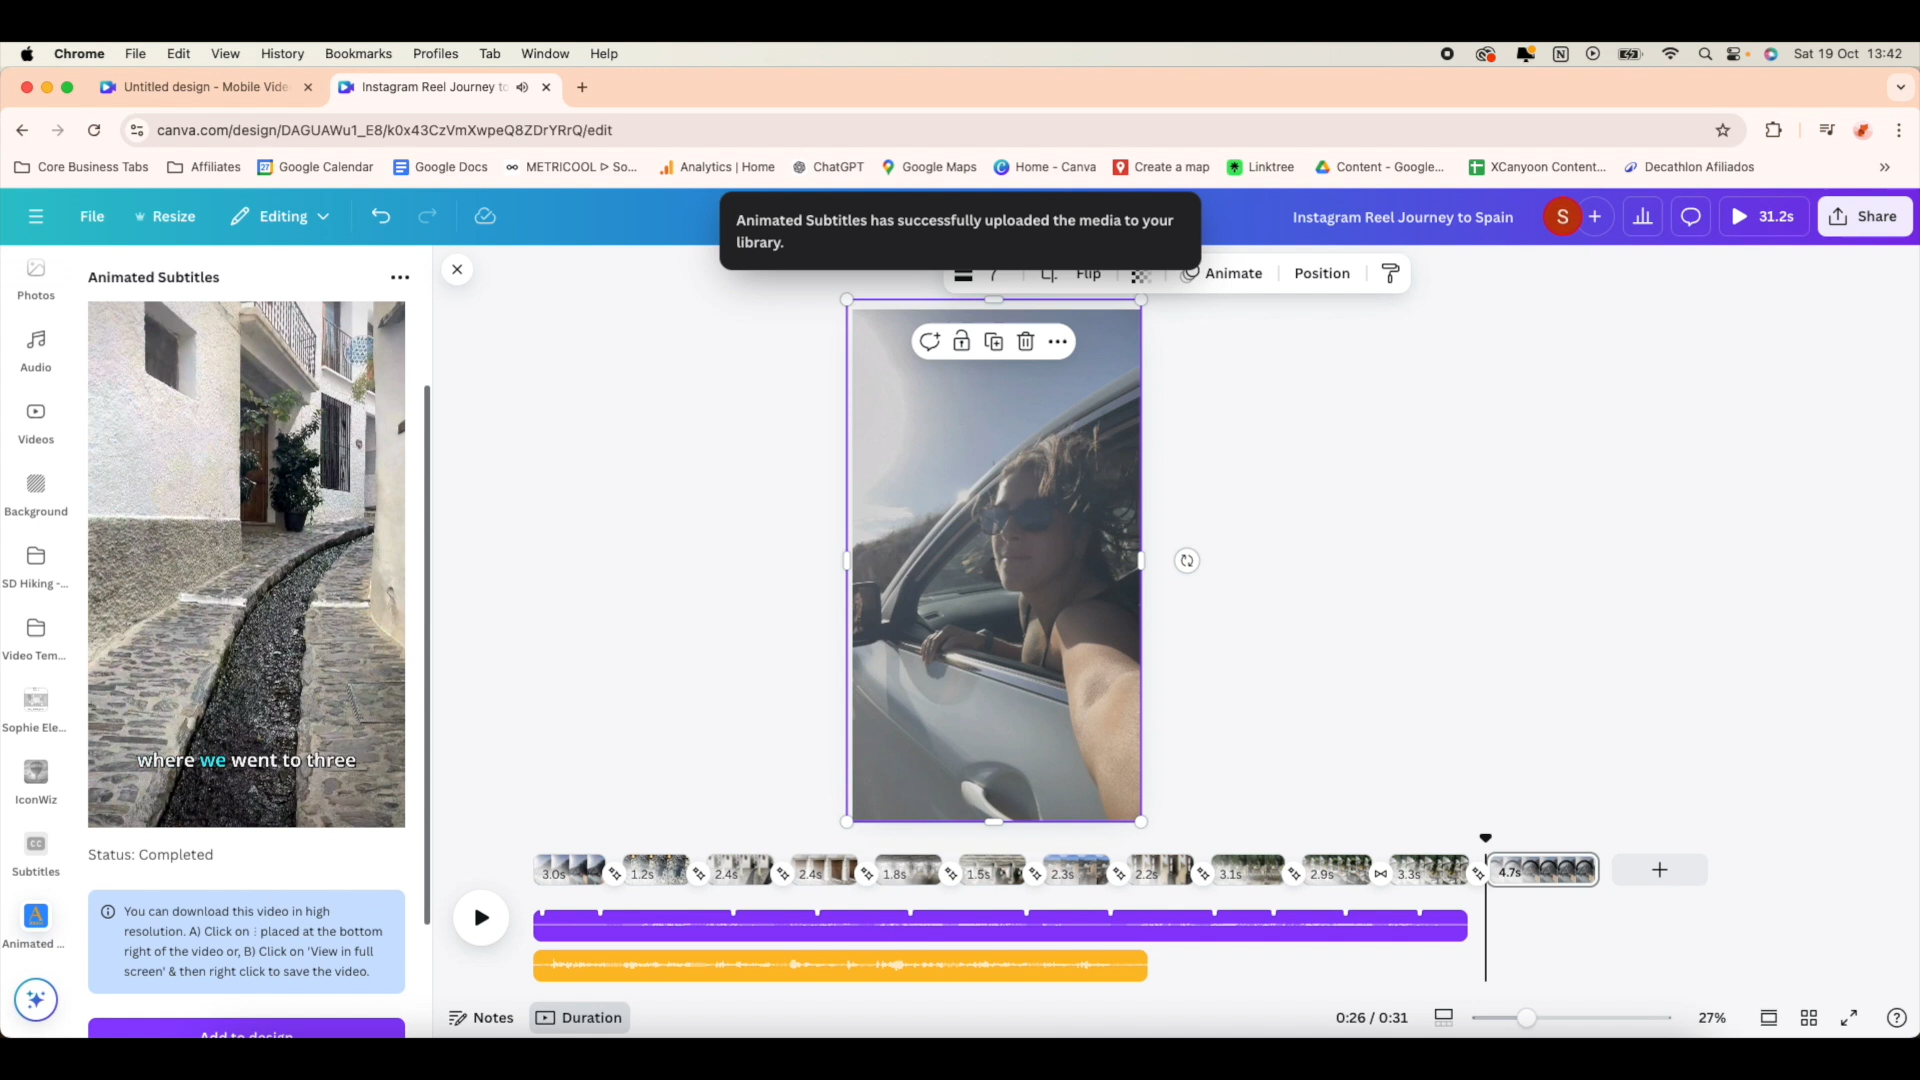 Chrome File Edit View History Bookmarks Profiles Tab Window Help Sat 19 Oct 13:42
Untitled design - Mobile Vide Instagram Reel Journey to
canva.com/design/DAGUAWu1_E8/k0x43CzVmXwpeQ8ZDrYRrQ/edit
Core Business Tabs Affiliates Google Calendar Google Docs METRICOOL ᐅ So... Analytics | Home ChatGPT Google Maps Home - Canva Create a map Linktree Content - Google... XCanyoon Content... Decathlon Afiliados
File Resize Editing Instagram Reel Journey to Spain S 31.2s Share
Animated Subtitles has successfully uploaded the media to your
library.
Flip Animate Position
Animated Subtitles
Photos
Audio
Videos
Background
SD Hiking -...
Video Tem...
Sophie Ele...
IconWiz
CC
Subtitles
Animated ...
where we went to three
Status: Completed
You can download this video in high
resolution. A) Click on : placed at the bottom
right of the video or, B) Click on 'View in full
screen' & then right click to save the video.
Add to design
3.0s 1.2s 2.4s 2.4s 1.8s 1.5s 2.3s 2.2s 3.1s 2.9s 3.3s 4.7s
Notes Duration 0:26 / 0:31 27%